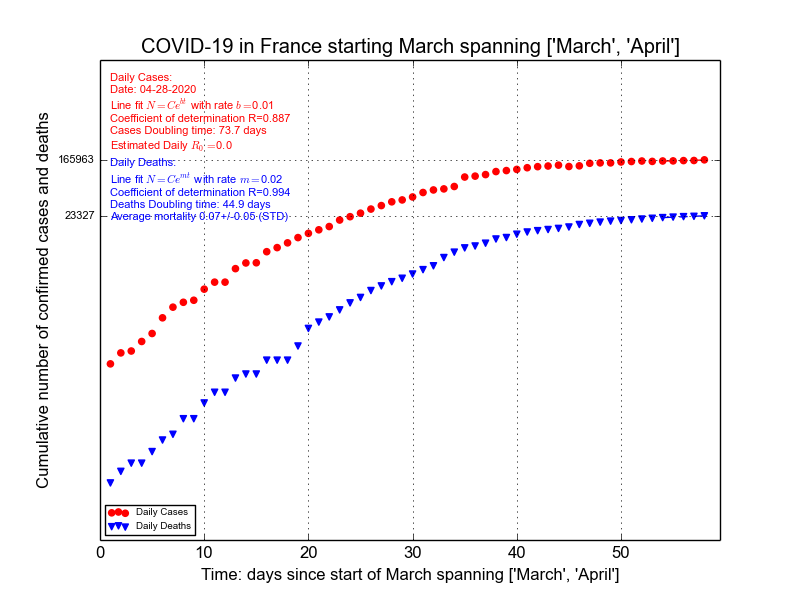 COVID-19 in France starting March spanning ['March', 'April']
Daily Cases:
Date: 04-28-2020
Line fit N=Ce^{bt} with rate b=0.01
Coefficient of determination R=0.887
Cases Doubling time: 73.7 days
Estimated Daily R_0=0.0
Daily Deaths:
Line fit N=Ce^{mt} with rate m=0.02
Coefficient of determination R=0.994
Deaths Doubling time: 44.9 days
Average mortality 0.07+/-0.05 (STD)
165963
23327
Cumulative number of confirmed cases and deaths
Daily Cases
Daily Deaths
0 10 20 30 40 50
Time: days since start of March spanning ['March', 'April']